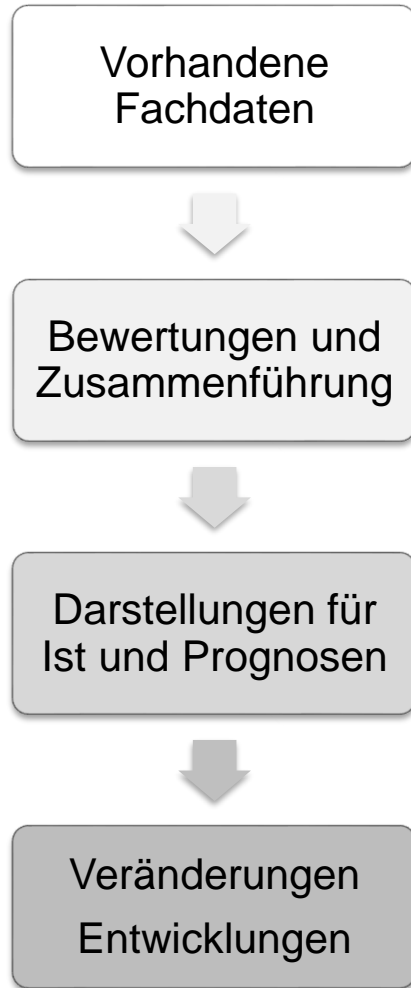 Vorhandene
Fachdaten
Bewertungen und
Zusammenführung
Darstellungen für
Ist und Prognosen
Veränderungen
Entwicklungen